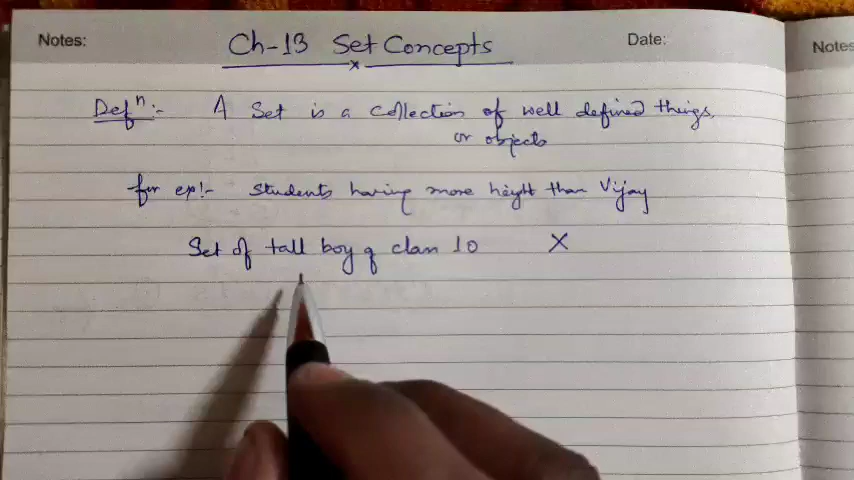 Notes:
Ch-13 Set Concepts
Date:
Notes
Defⁿ:- A Set is a collection of well defined things,
or objects
for exp!- Students having more height than Vijay
Set of tall boy of class 10 X